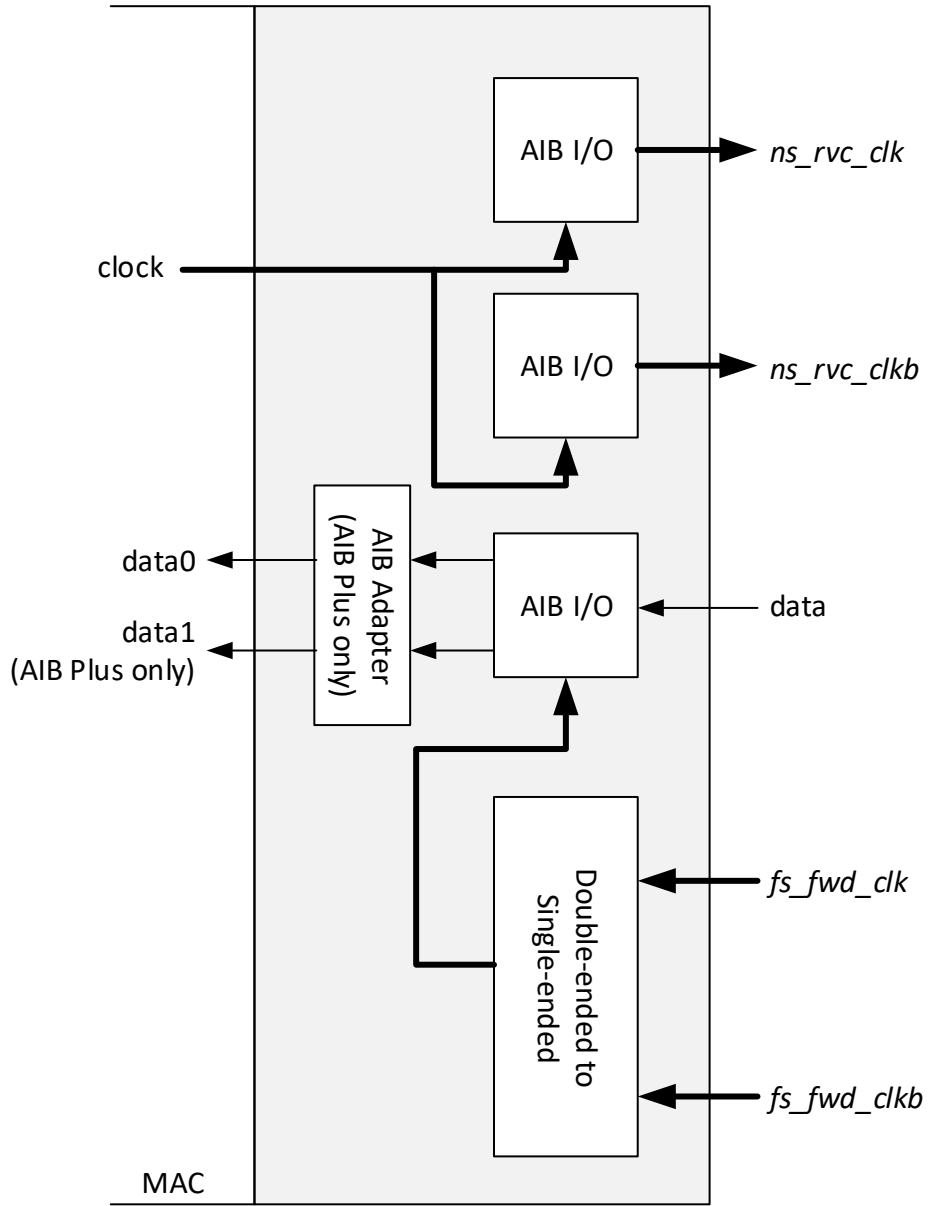 AIB I/O
ns_rvc_clk
clock
AIB I/O
ns_rvc_clkb
data0
data1
(AIB Plus only)
AIB Adapter
(AIB Plus only)
AIB I/O
data
Double-ended to
Single-ended
fs_fwd_clk
fs_fwd_clkb
MAC